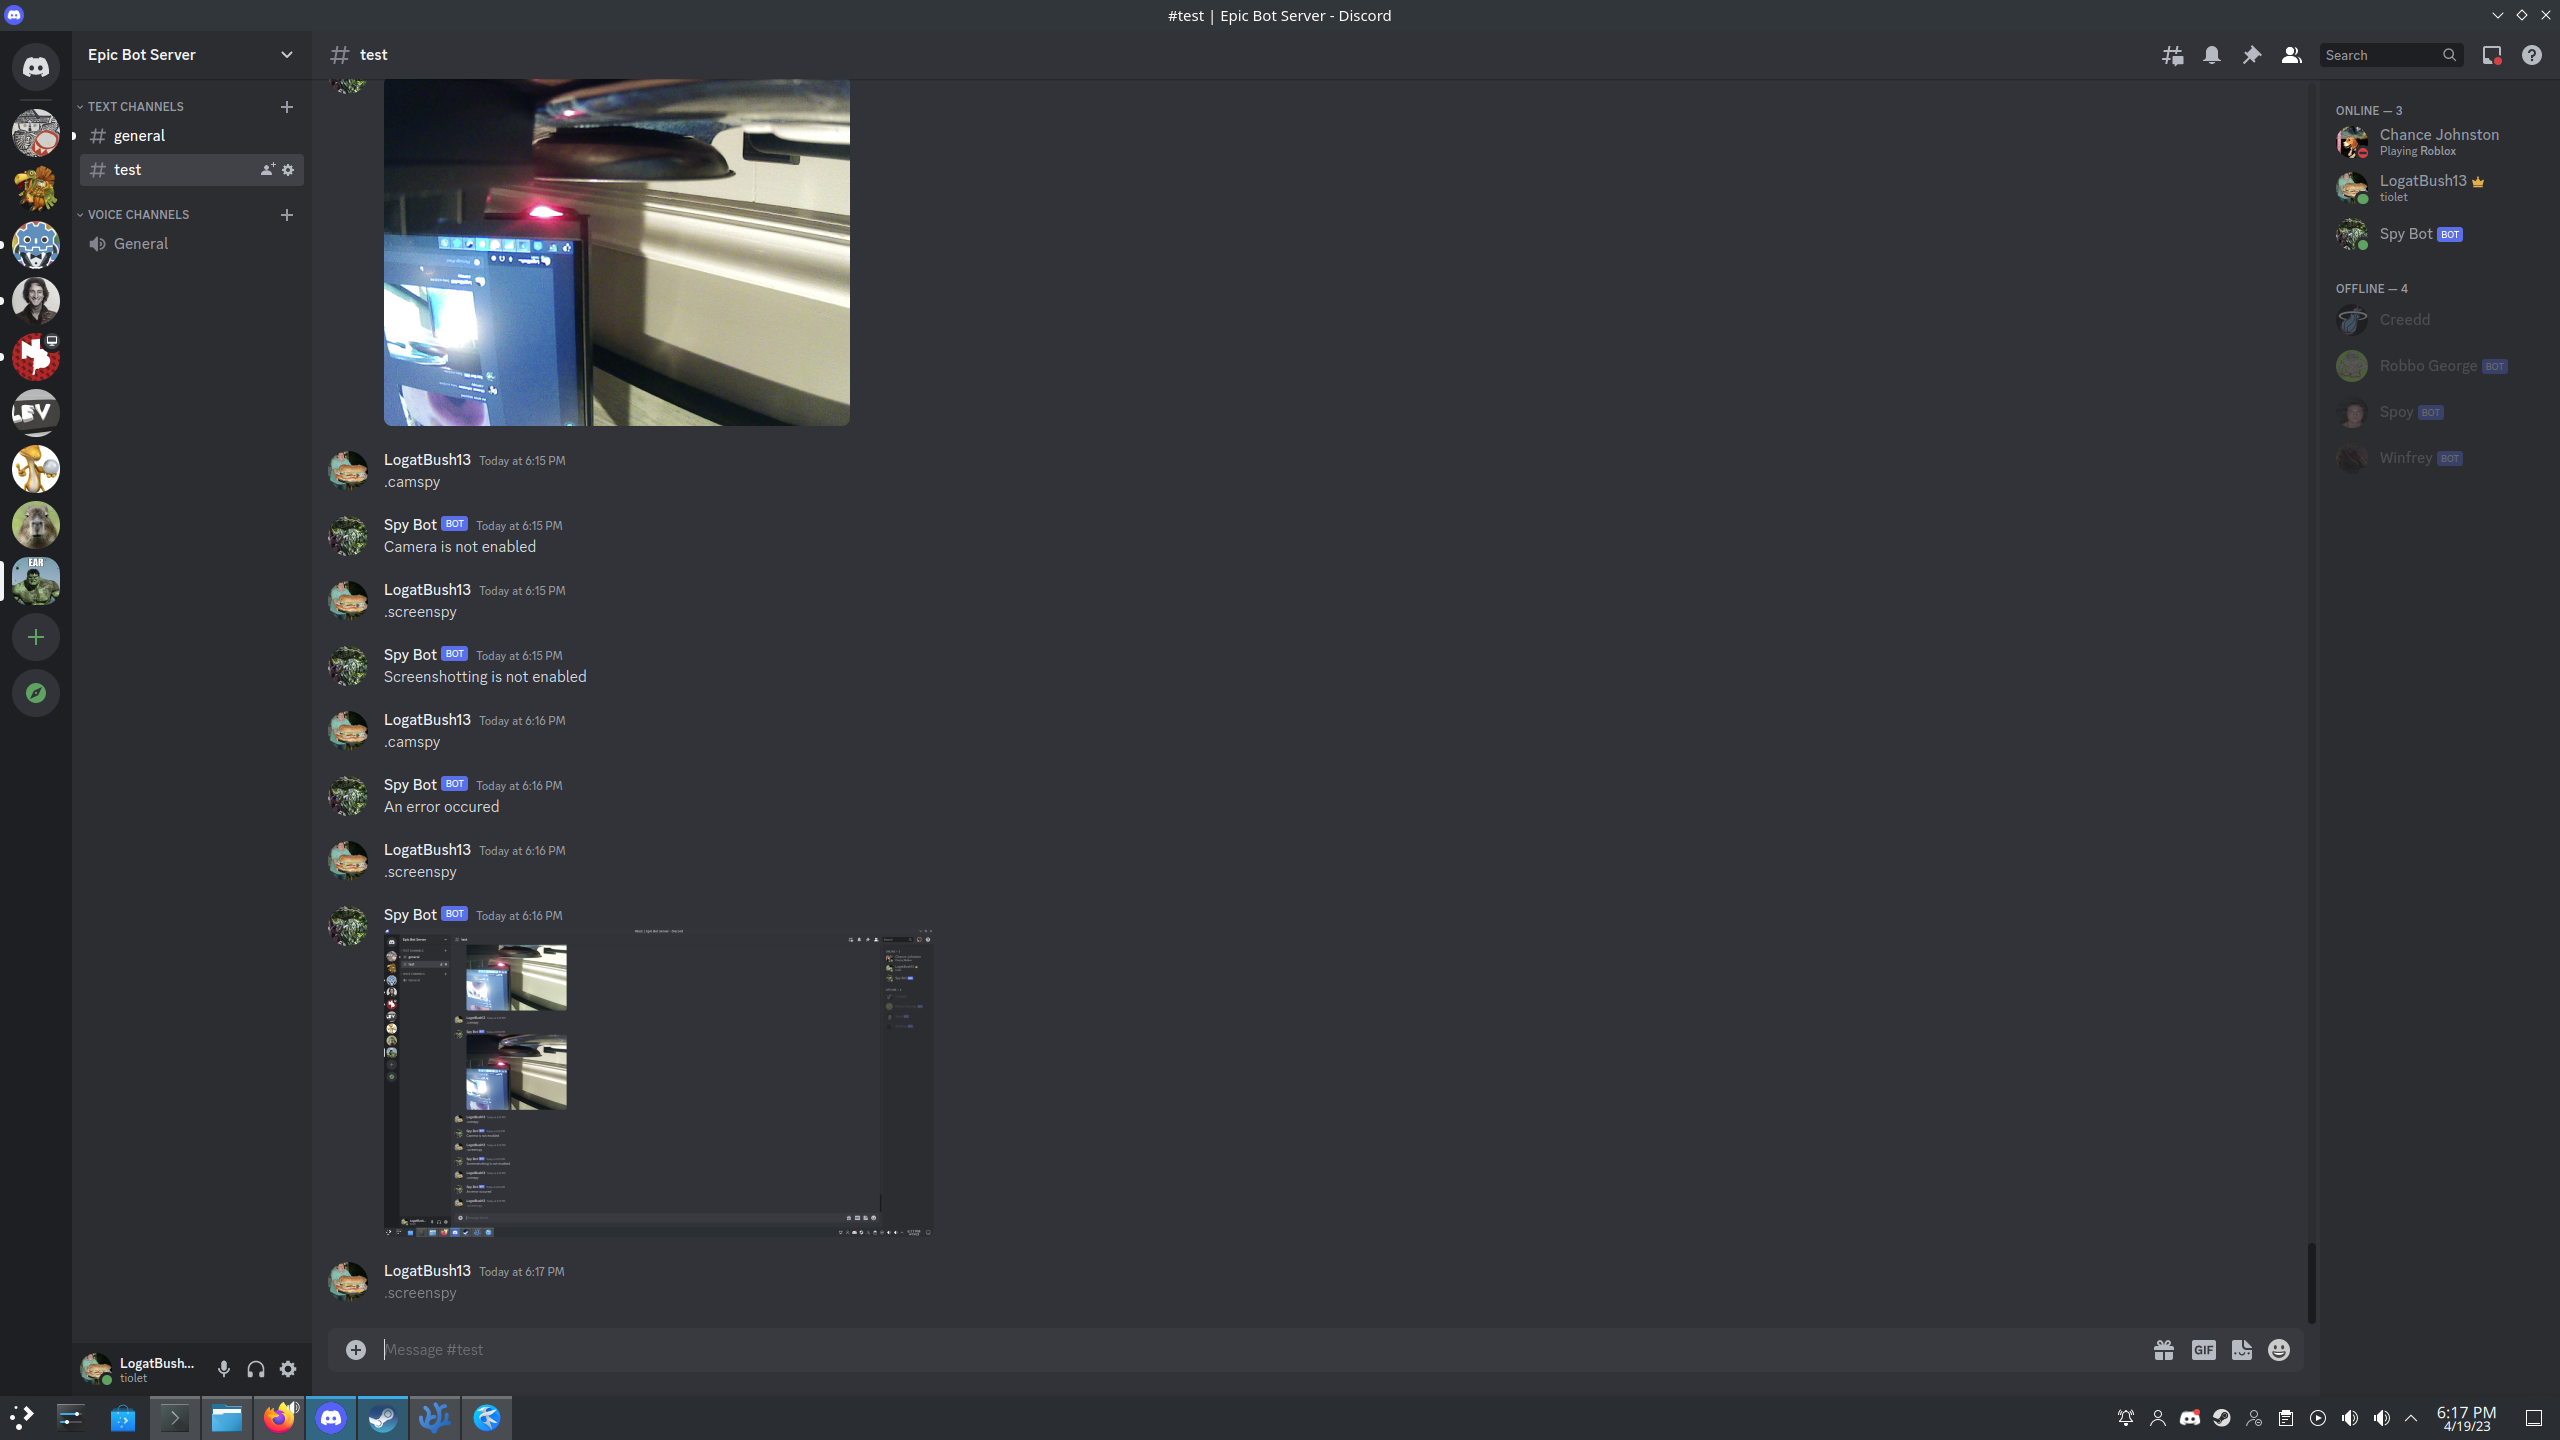 #test | Epic Bot Server - Discord
Epic Bot Server
test
Search
TEXT CHANNELS
general
test
VOICE CHANNELS
General
LogatBush13 Today at 6:15 PM
.camspy
Spy Bot BOT Today at 6:15 PM
Camera is not enabled
LogatBush13 Today at 6:15 PM
.screenspy
Spy Bot BOT Today at 6:15 PM
Screenshotting is not enabled
LogatBush13 Today at 6:16 PM
.camspy
Spy Bot BOT Today at 6:16 PM
An error occured
LogatBush13 Today at 6:16 PM
.screenspy
Spy Bot BOT Today at 6:16 PM
LogatBush13 Today at 6:17 PM
.screenspy
Message #test
GIF
ONLINE — 3
Chance Johnston
Playing Roblox
LogatBush13
tiolet
Spy Bot BOT
OFFLINE — 4
Creedd
Robbo George BOT
Spoy BOT
Winfrey BOT
EAR
LogatBush...
tiolet
6:17 PM
4/19/23